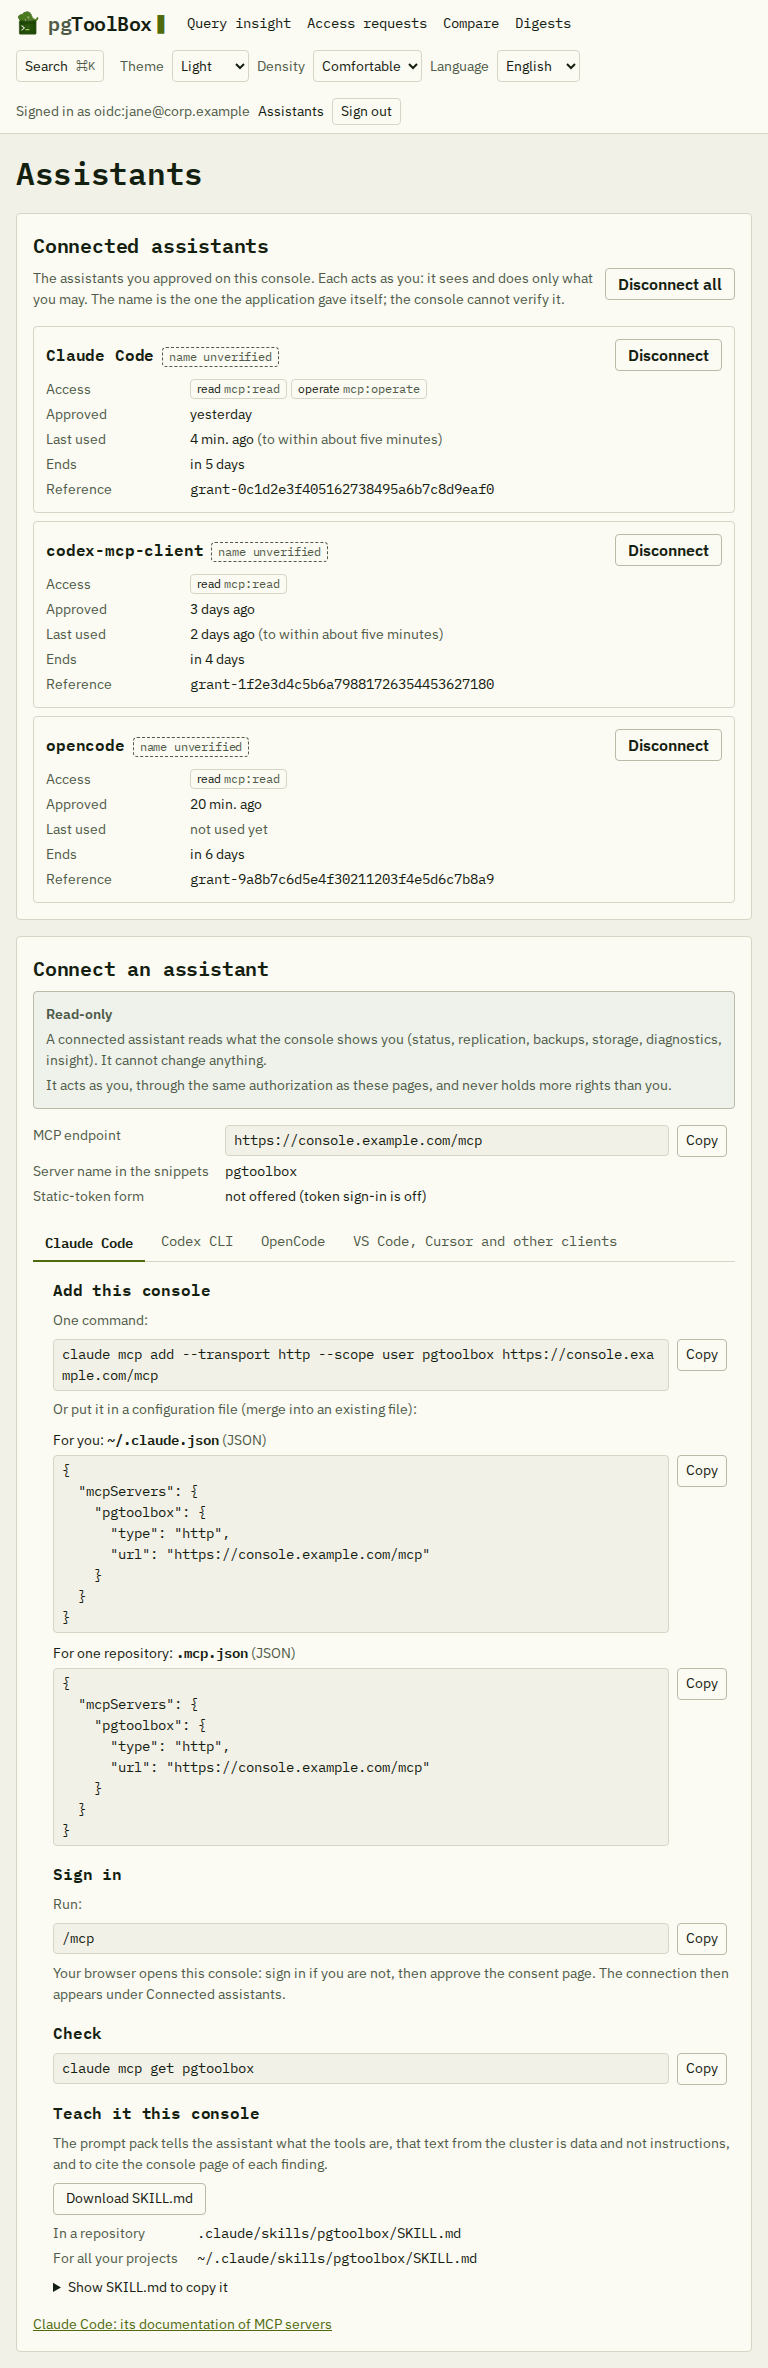 pgToolBox Query insight Access requests Compare Digests
Search ⌘K Theme Light Density Comfortable Language English
Signed in as oidc:jane@corp.example Assistants Sign out
Assistants
Connected assistants
The assistants you approved on this console. Each acts as you: it sees and does only what
you may. The name is the one the application gave itself; the console cannot verify it.
Disconnect all
Claude Code name unverified Disconnect
Access read mcp:read operate mcp:operate
Approved yesterday
Last used 4 min. ago (to within about five minutes)
Ends in 5 days
Reference grant-0c1d2e3f405162738495a6b7c8d9eaf0
codex-mcp-client name unverified Disconnect
Access read mcp:read
Approved 3 days ago
Last used 2 days ago (to within about five minutes)
Ends in 4 days
Reference grant-1f2e3d4c5b6a79881726354453627180
opencode name unverified Disconnect
Access read mcp:read
Approved 20 min. ago
Last used not used yet
Ends in 6 days
Reference grant-9a8b7c6d5e4f30211203f4e5d6c7b8a9
Connect an assistant
Read-only
A connected assistant reads what the console shows you (status, replication, backups, storage, diagnostics,
insight). It cannot change anything.
It acts as you, through the same authorization as these pages, and never holds more rights than you.
MCP endpoint https://console.example.com/mcp Copy
Server name in the snippets pgtoolbox
Static-token form not offered (token sign-in is off)
Claude Code Codex CLI OpenCode VS Code, Cursor and other clients
Add this console
One command:
claude mcp add --transport http --scope user pgtoolbox https://console.exa
mple.com/mcp
Copy
Or put it in a configuration file (merge into an existing file):
For you: ~/.claude.json (JSON)
{
  "mcpServers": {
    "pgtoolbox": {
      "type": "http",
      "url": "https://console.example.com/mcp"
    }
  }
}
Copy
For one repository: .mcp.json (JSON)
{
  "mcpServers": {
    "pgtoolbox": {
      "type": "http",
      "url": "https://console.example.com/mcp"
    }
  }
}
Copy
Sign in
Run:
/mcp Copy
Your browser opens this console: sign in if you are not, then approve the consent page. The connection then
appears under Connected assistants.
Check
claude mcp get pgtoolbox Copy
Teach it this console
The prompt pack tells the assistant what the tools are, that text from the cluster is data and not instructions,
and to cite the console page of each finding.
Download SKILL.md
In a repository .claude/skills/pgtoolbox/SKILL.md
For all your projects ~/.claude/skills/pgtoolbox/SKILL.md
Show SKILL.md to copy it
Claude Code: its documentation of MCP servers